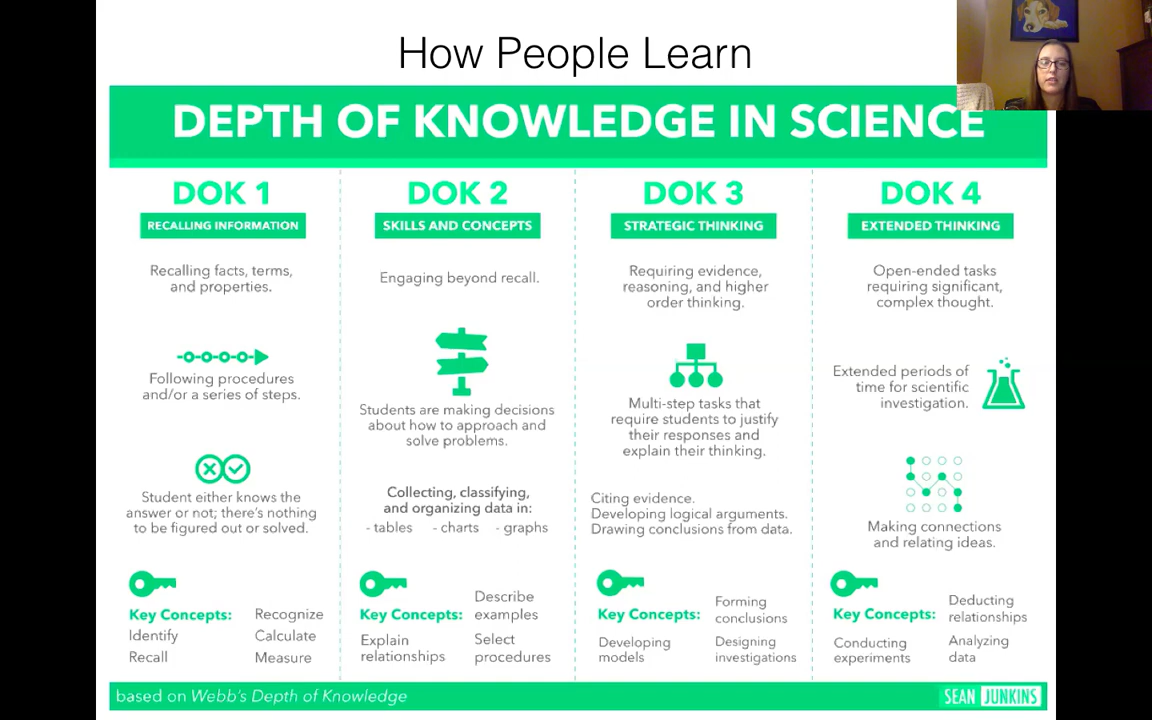 How People Learn
DEPTH OF KNOWLEDGE IN SCIENCE
DOK 1
RECALLING INFORMATION
Recalling facts, terms,
and properties.
Following procedures
and/or a series of steps.
Student either knows the
answer or not; there's nothing
to be figured out or solved.
Key Concepts:
Identify
Recall
Recognize
Calculate
Measure
DOK 2
SKILLS AND CONCEPTS
Engaging beyond recall.
Students are making decisions
about how to approach and
solve problems.
Collecting, classifying,
and organizing data in:
- tables - charts - graphs
Key Concepts:
Explain
relationships
Describe
examples
Select
procedures
DOK 3
STRATEGIC THINKING
Requiring evidence,
reasoning, and higher
order thinking.
Multi-step tasks that
require students to justify
their responses and
explain their thinking.
Citing evidence.
Developing logical arguments.
Drawing conclusions from data.
Key Concepts:
Developing
models
Forming
conclusions
Designing
investigations
DOK 4
EXTENDED THINKING
Open-ended tasks
requiring significant,
complex thought.
Extended periods of
time for scientific
investigation.
Making connections
and relating ideas.
Key Concepts:
Conducting
experiments
Deducting
relationships
Analyzing
data
based on Webb's Depth of Knowledge
SEAN JUNKINS